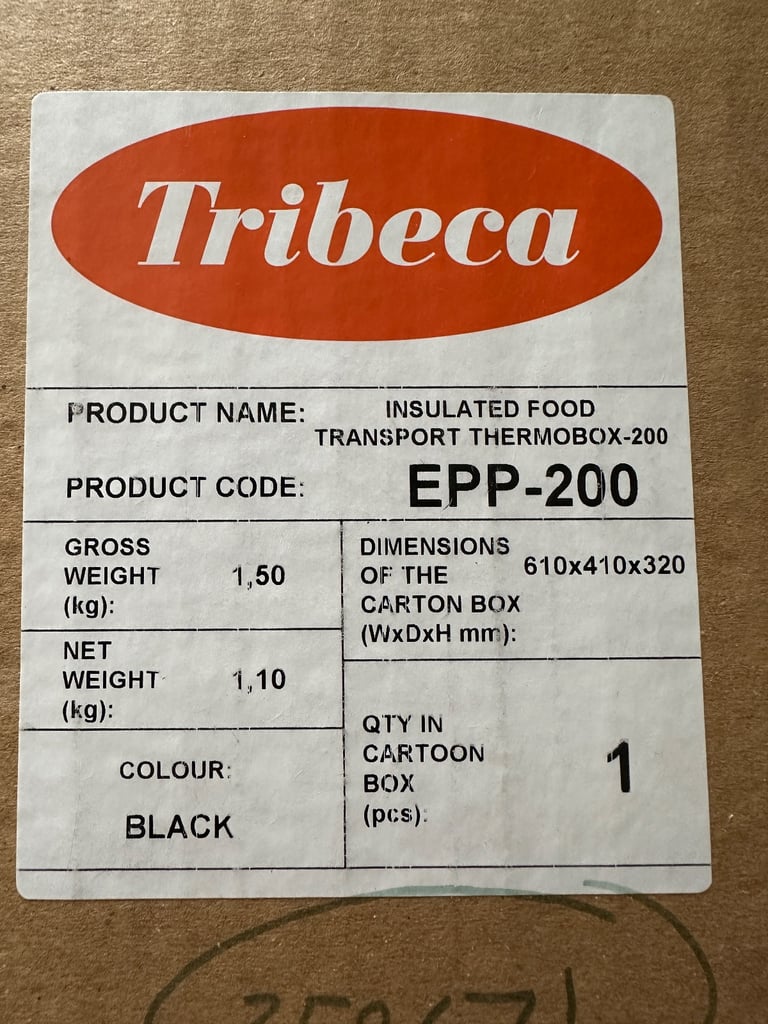 Tribeca
PRODUCT NAME:
INSULATED FOOD
TRANSPORT THERMOBOX-200
PRODUCT CODE:
EPP-200
GROSS
WEIGHT
(kg):
1,50
DIMENSIONS
OF THE
CARTON BOX
(WxDxH mm):
610x410x320
NET
WEIGHT
(kg):
1,10
QTY IN
CARTOON
BOX
(pcs):
1
COLOUR:
BLACK